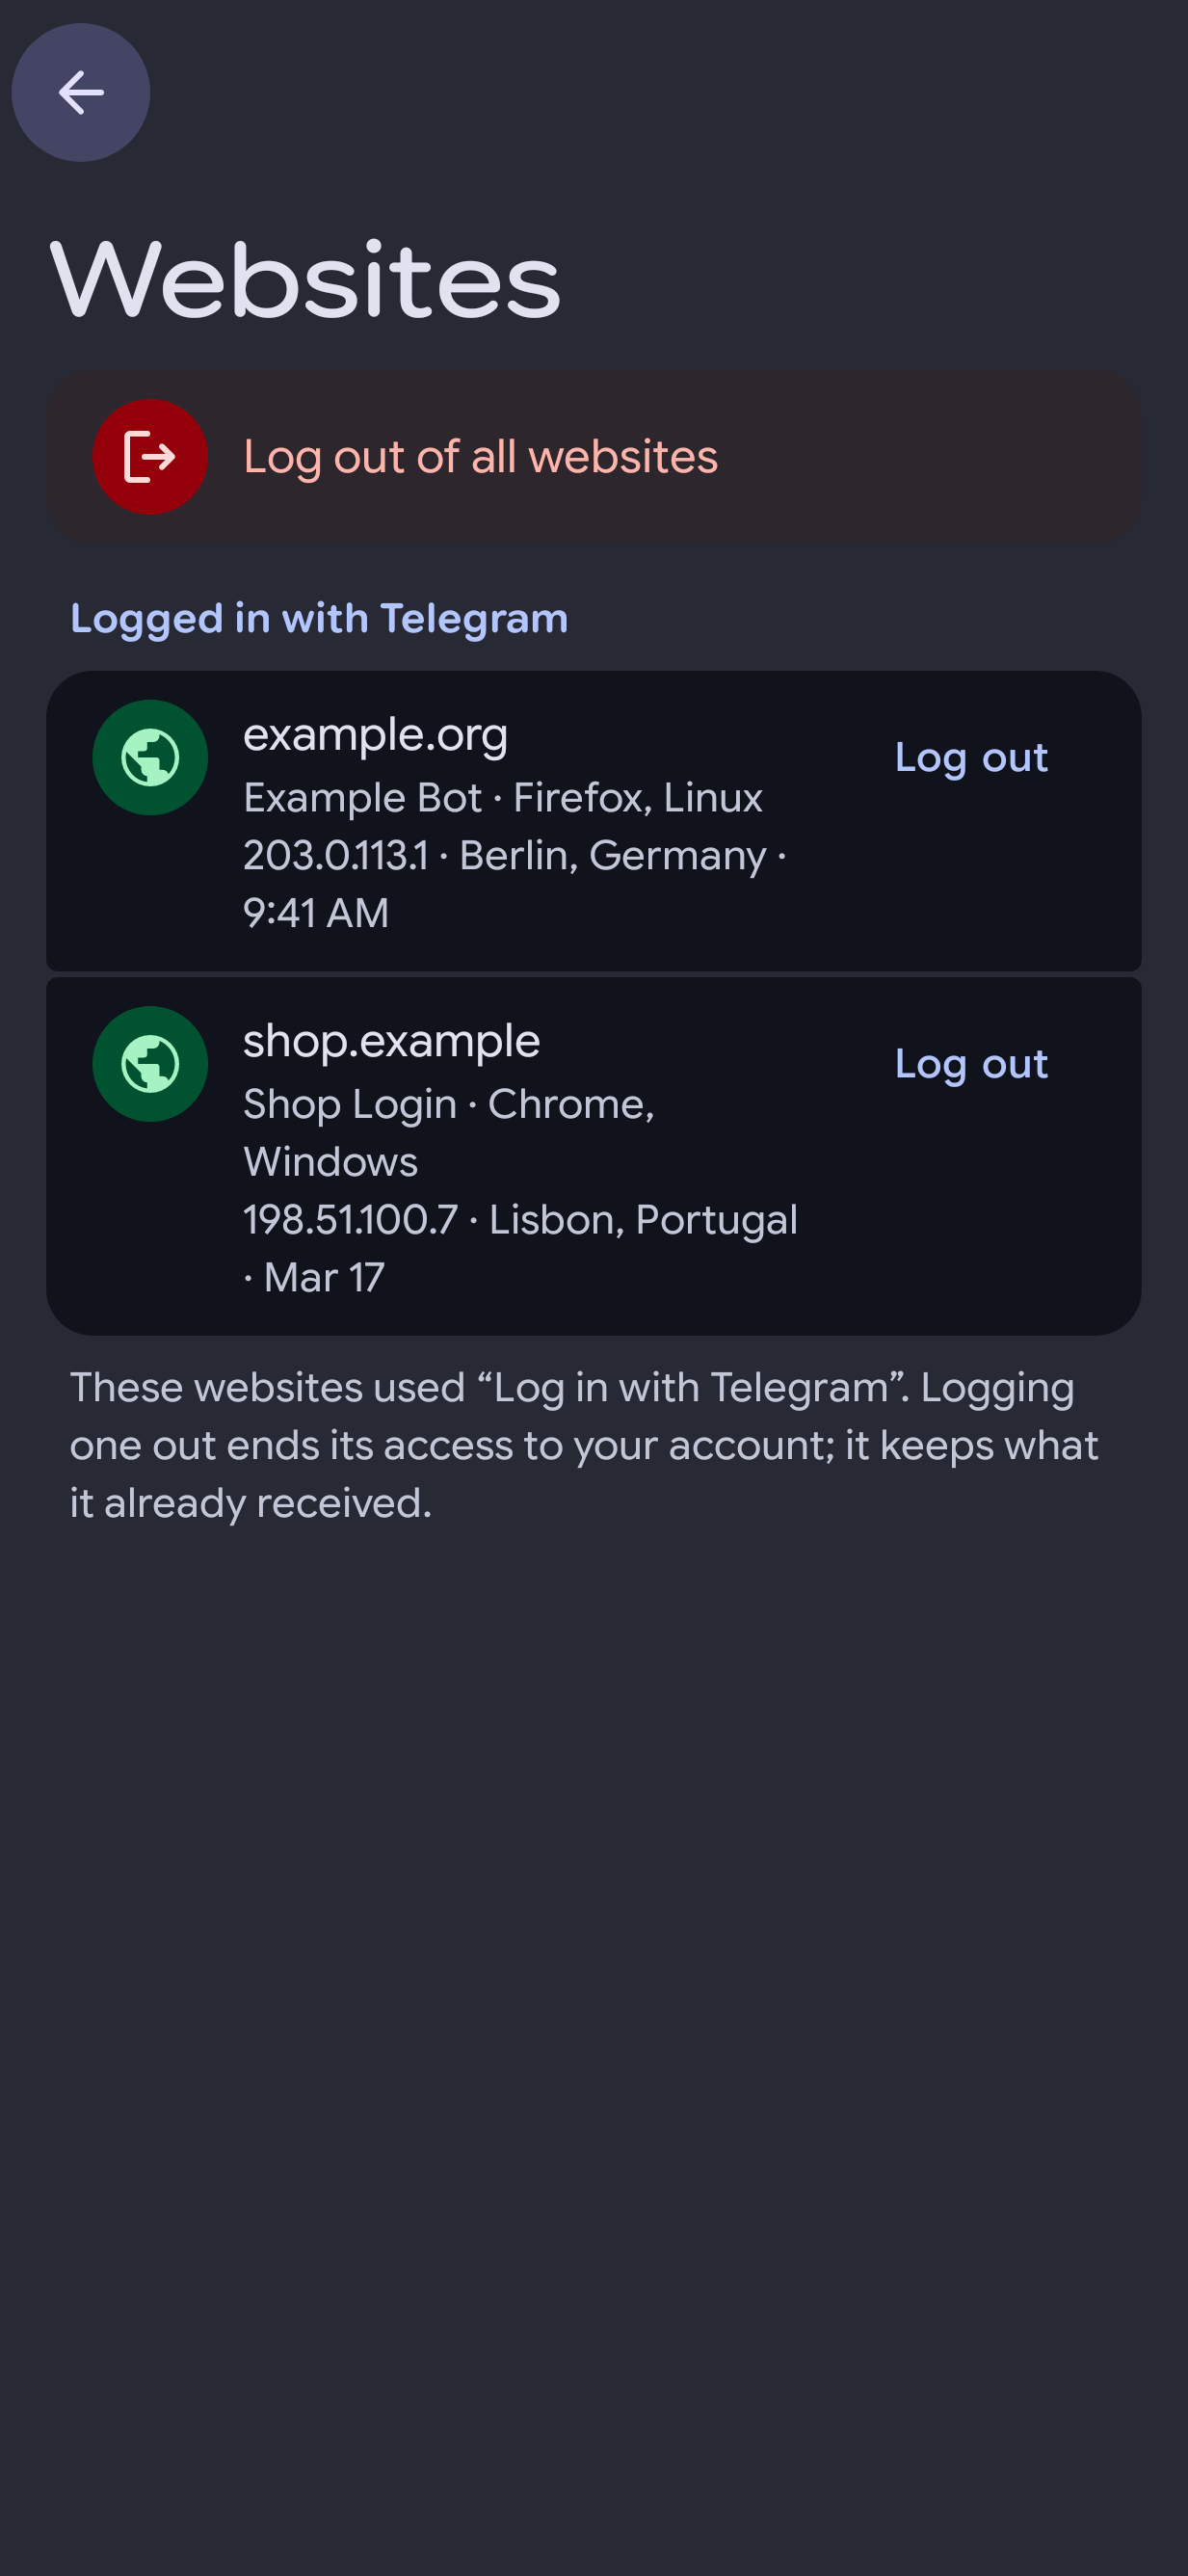 Websites
Log out of all websites
Logged in with Telegram
example.org
Log out
Example Bot · Firefox, Linux
203.0.113.1 · Berlin, Germany ·
9:41 AM
shop.example
Log out
Shop Login · Chrome,
Windows
198.51.100.7 · Lisbon, Portugal
· Mar 17
These websites used “Log in with Telegram”. Logging
one out ends its access to your account; it keeps what
it already received.